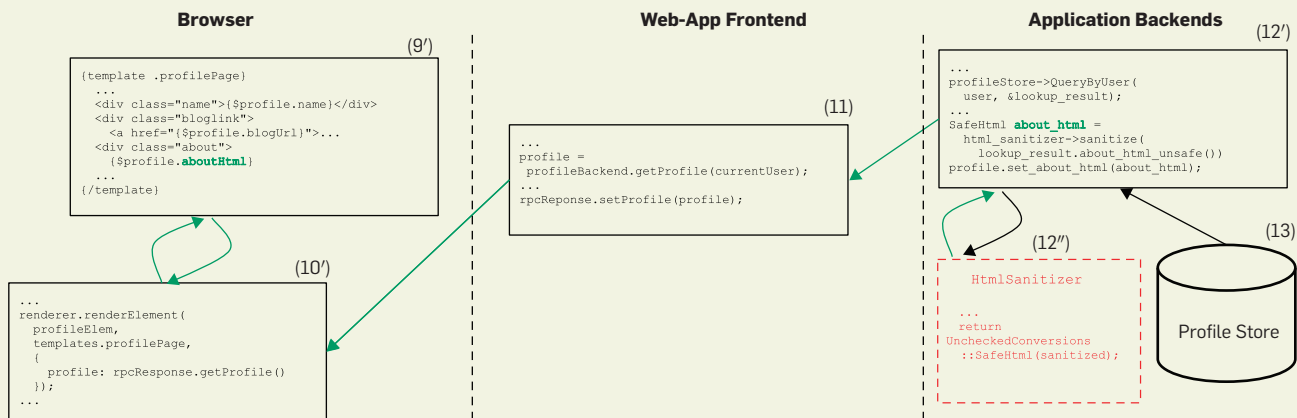 Browser
Web-App Frontend
Application Backends
(9′)
{template .profilePage}
...
<div class="name">{$profile.name}</div>
<div class="bloglink">
<a href="{$profile.blogUrl}">...
<div class="about">
{$profile.aboutHtml}
...
{/template}
(10′)
...
renderer.renderElement(
profileElem,
templates.profilePage,
{
profile: rpcResponse.getProfile()
});
...
(11)
...
profile =
profileBackend.getProfile(currentUser);
...
rpcReponse.setProfile(profile);
(12′)
...
profileStore->QueryByUser(
user, &lookup_result);
...
SafeHtml about_html =
html_sanitizer->sanitize(
lookup_result.about_html_unsafe())
profile.set_about_html(about_html);
(12″)
HtmlSanitizer
...
return
UncheckedConversions
::SafeHtml(sanitized);
(13)
Profile Store